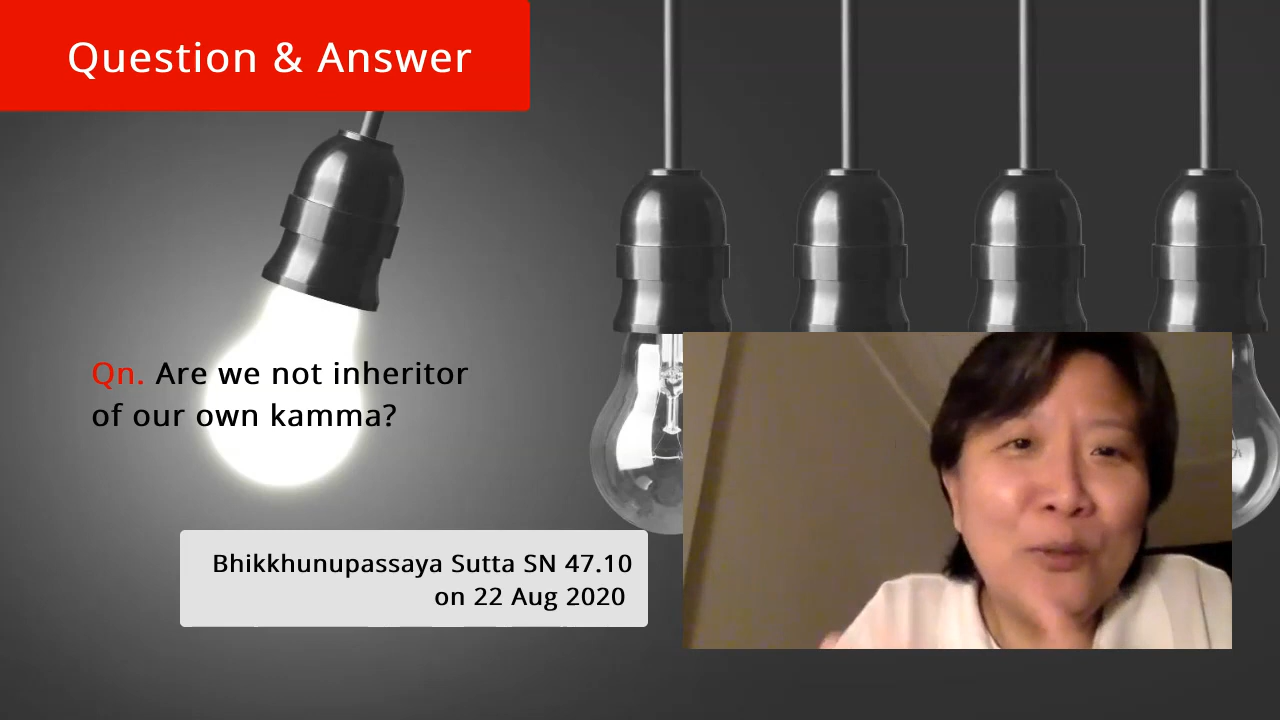 Question & Answer
Qn. Are we not inheritor
of our own kamma?
Bhikkhunupassaya Sutta SN 47.10
on 22 Aug 2020